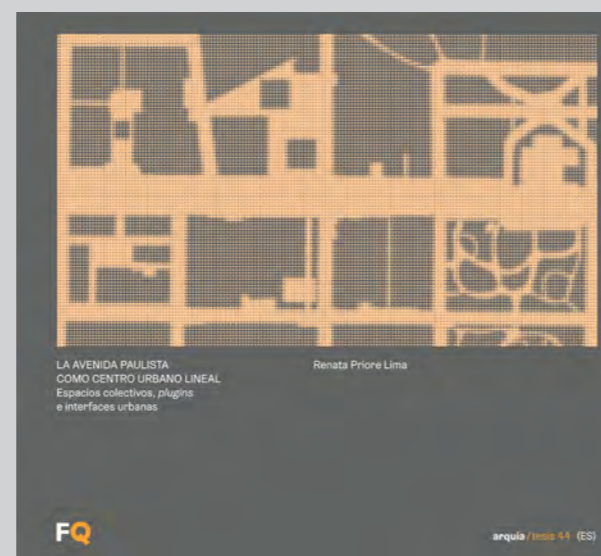 LA AVENIDA PAULISTA
COMO CENTRO URBANO LINEAL
Espacios colectivos, plugins
e interfaces urbanas
Renata Priore Lima
FQ
arquia/tesis 44 (ES)